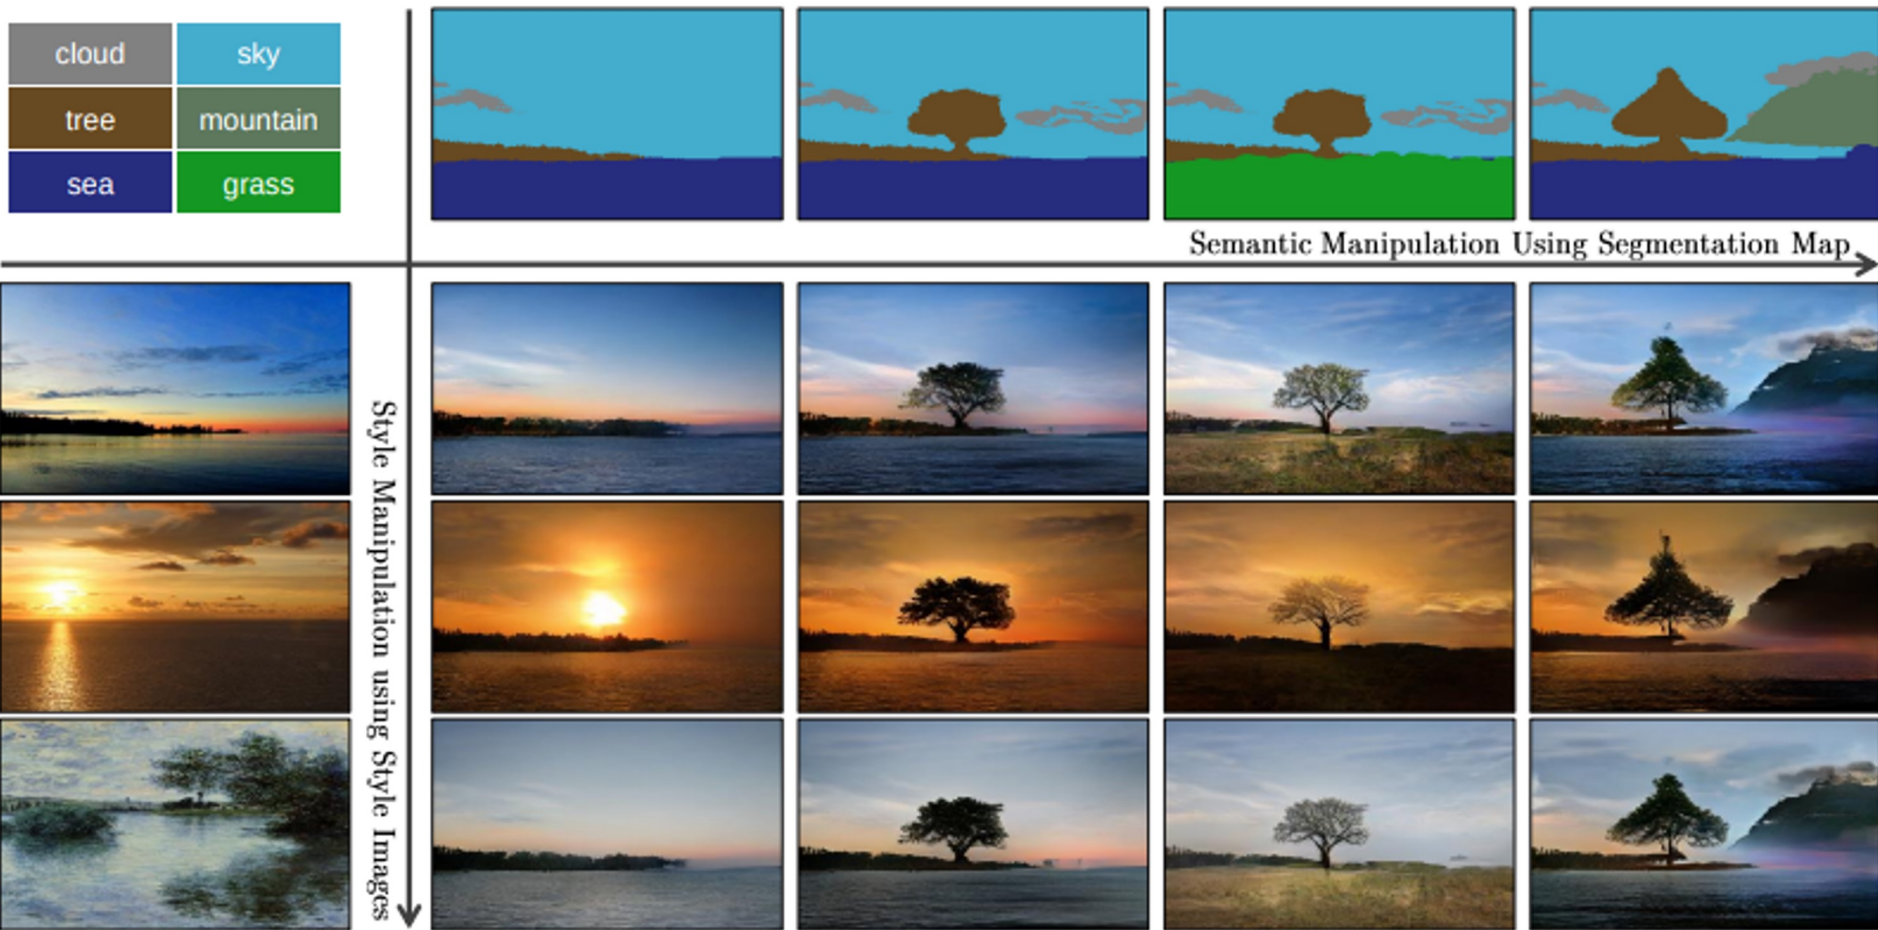 cloud sky
tree mountain
sea grass
Semantic Manipulation Using Segmentation Map
Style Manipulation using Style Images